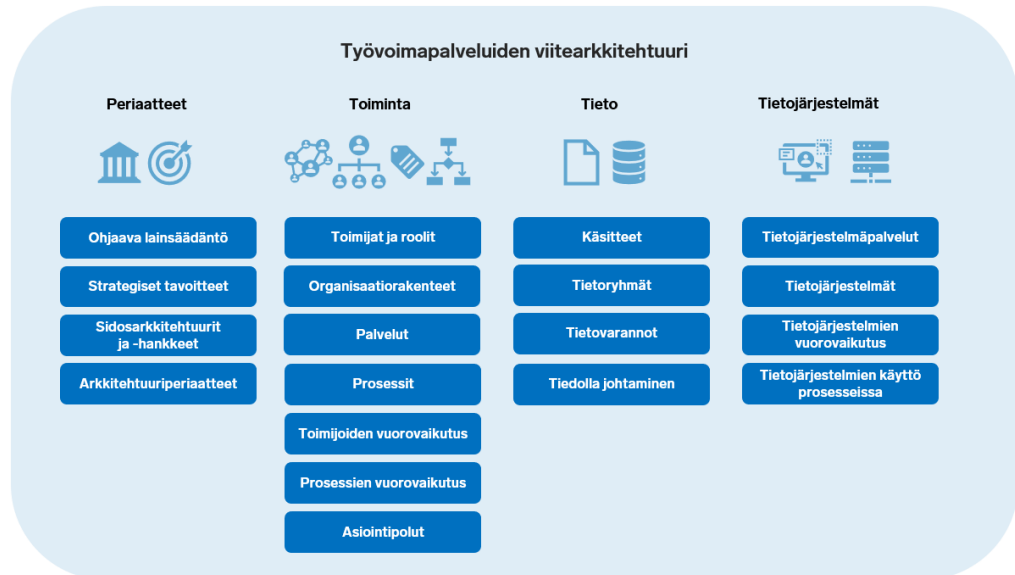 Työvoimapalveluiden viitearkkitehtuuri
Periaatteet
Ohjaava lainsäädäntö
Strategiset tavoitteet
Sidosarkkitehtuurit
ja -hankkeet
Arkkitehtuuriperiaatteet
Toiminta
Toimijat ja roolit
Organisaatiorakenteet
Palvelut
Prosessit
Toimijoiden vuorovaikutus
Prosessien vuorovaikutus
Asiointipolut
Tieto
Käsitteet
Tietoryhmät
Tietovarannot
Tiedolla johtaminen
Tietojärjestelmät
Tietojärjestelmäpalvelut
Tietojärjestelmät
Tietojärjestelmien
vuorovaikutus
Tietojärjestelmien käyttö
prosesseissa